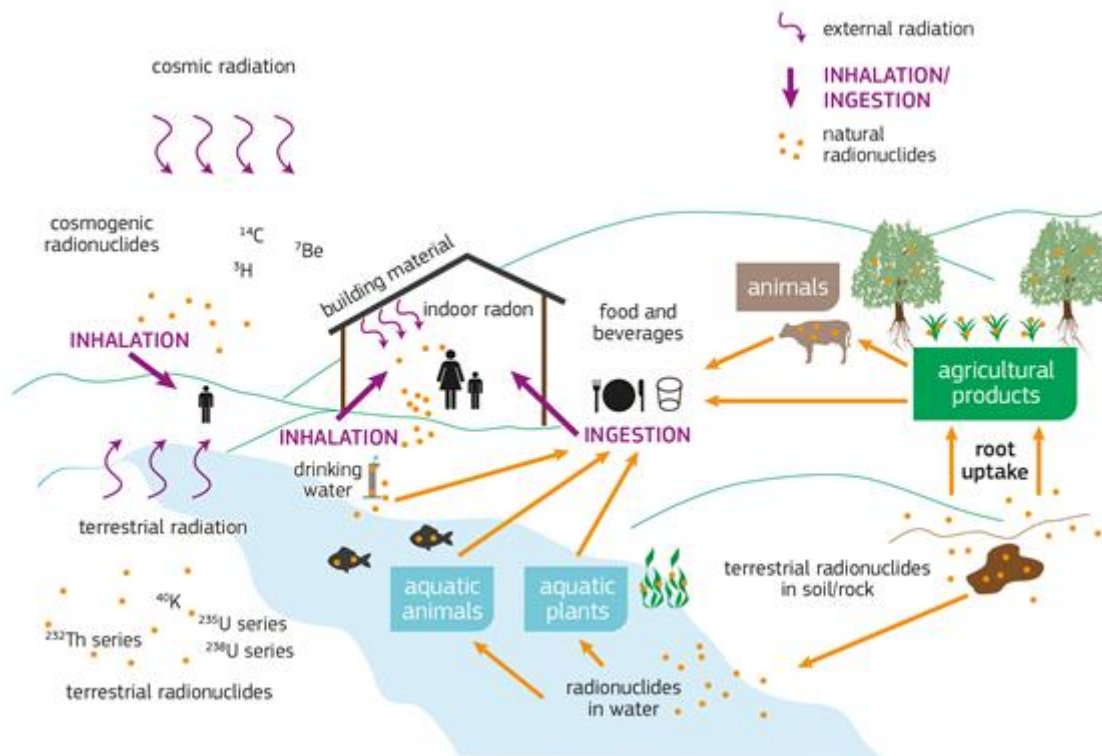 external radiation
INHALATION/
INGESTION
natural
radionuclides
cosmic radiation
cosmogenic
radionuclides
¹⁴C
⁷Be
³H
building material
indoor radon
food and
beverages
animals
agricultural
products
INHALATION
INHALATION
INGESTION
root
uptake
drinking
water
terrestrial radiation
aquatic
animals
aquatic
plants
terrestrial radionuclides
in soil/rock
⁴⁰K
²³⁵U series
²³²Th series
²³⁸U series
terrestrial radionuclides
radionuclides
in water